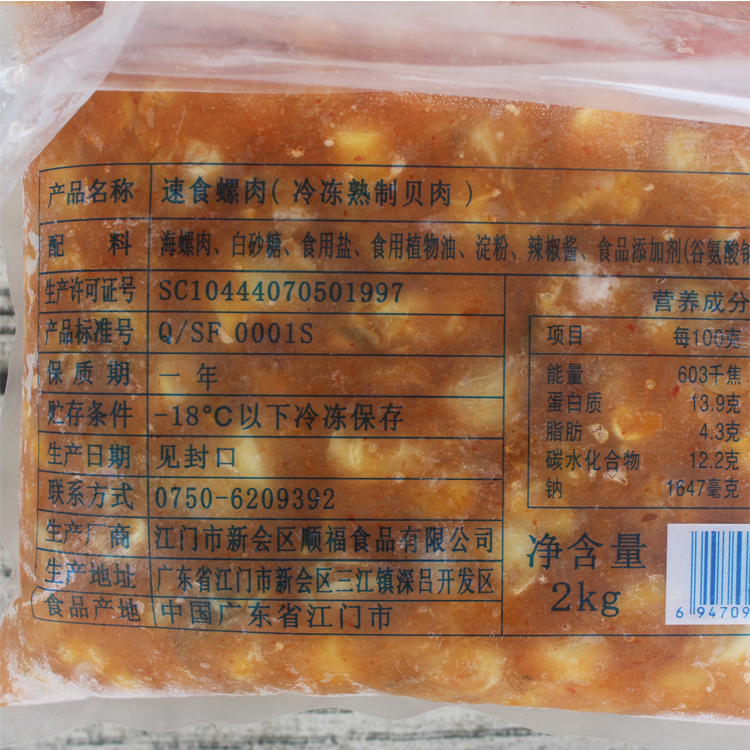 产品名称 速食螺肉(冷冻熟制贝肉)
配料 海螺肉、白砂糖、食用盐、食用植物油、淀粉、辣椒酱、食品添加剂(谷氨酸钠
生产许可证号 SC10444070501997
产品标准号 Q/SF 0001S
保质期 一年
贮存条件 -18℃以下冷冻保存
生产日期 见封口
联系方式 0750-6209392
生产厂商 江门市新会区顺福食品有限公司
生产地址 广东省江门市新会区三江镇深吕开发区
食品产地 中国广东省江门市
营养成分
项目 每100克
能量 603千焦
蛋白质 13.9克
脂肪 4.3克
碳水化合物 12.2克
钠 1647毫克
净含量
2kg
6 94709